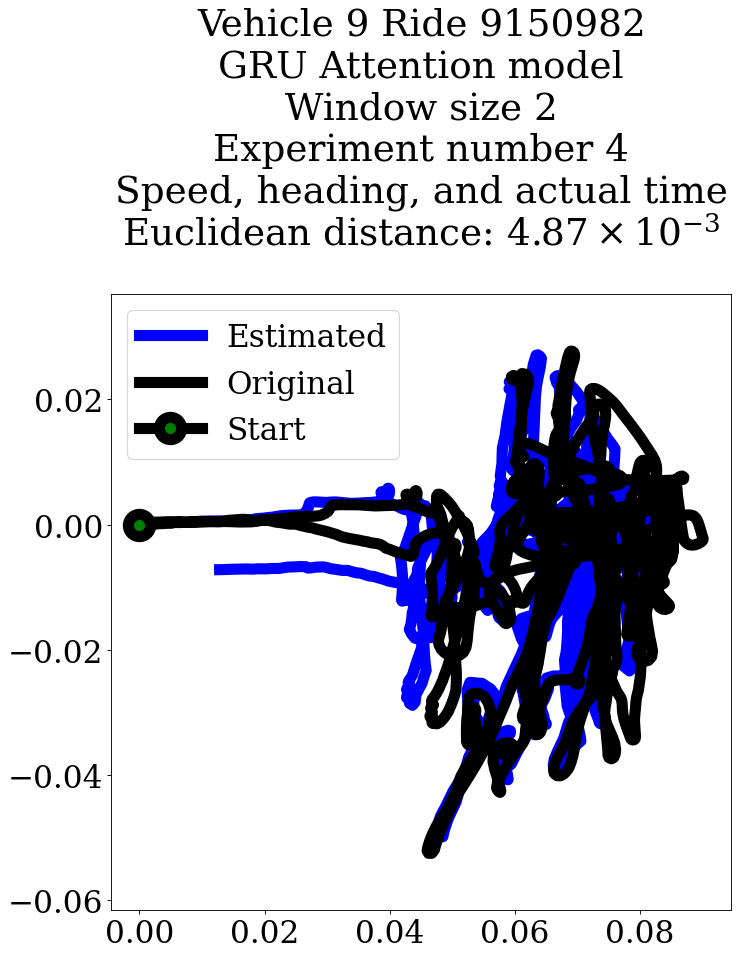 Vehicle 9 Ride 9150982
GRU Attention model
Window size 2
Experiment number 4
Speed, heading, and actual time
Euclidean distance: 4.87 × 10⁻³
Estimated
Original
Start
0.02
0.00
−0.02
−0.04
−0.06
0.00 0.02 0.04 0.06 0.08